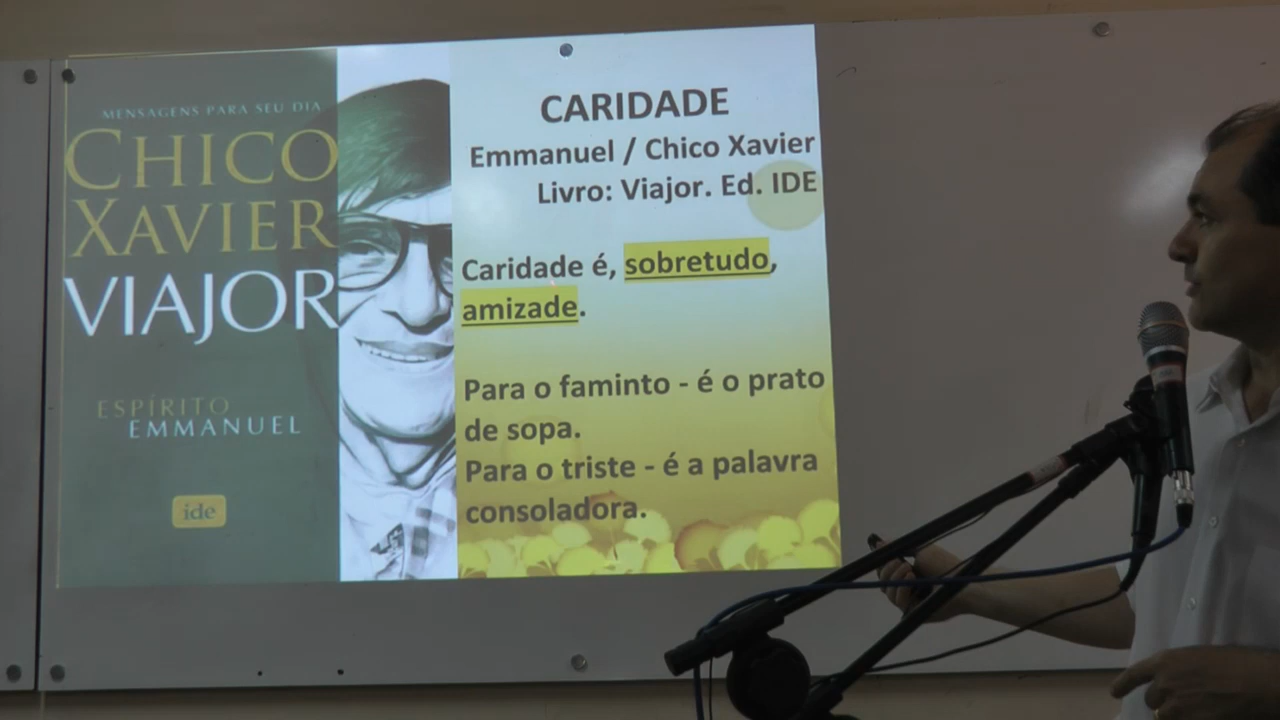 MENSAGENS PARA SEU DIA
CHICO
XAVIER
VIAJOR
ESPÍRITO
EMMANUEL
ide
CARIDADE
Emmanuel / Chico Xavier
Livro: Viajor. Ed. IDE
Caridade é, sobretudo,
amizade.
Para o faminto - é o prato
de sopa.
Para o triste - é a palavra
consoladora.